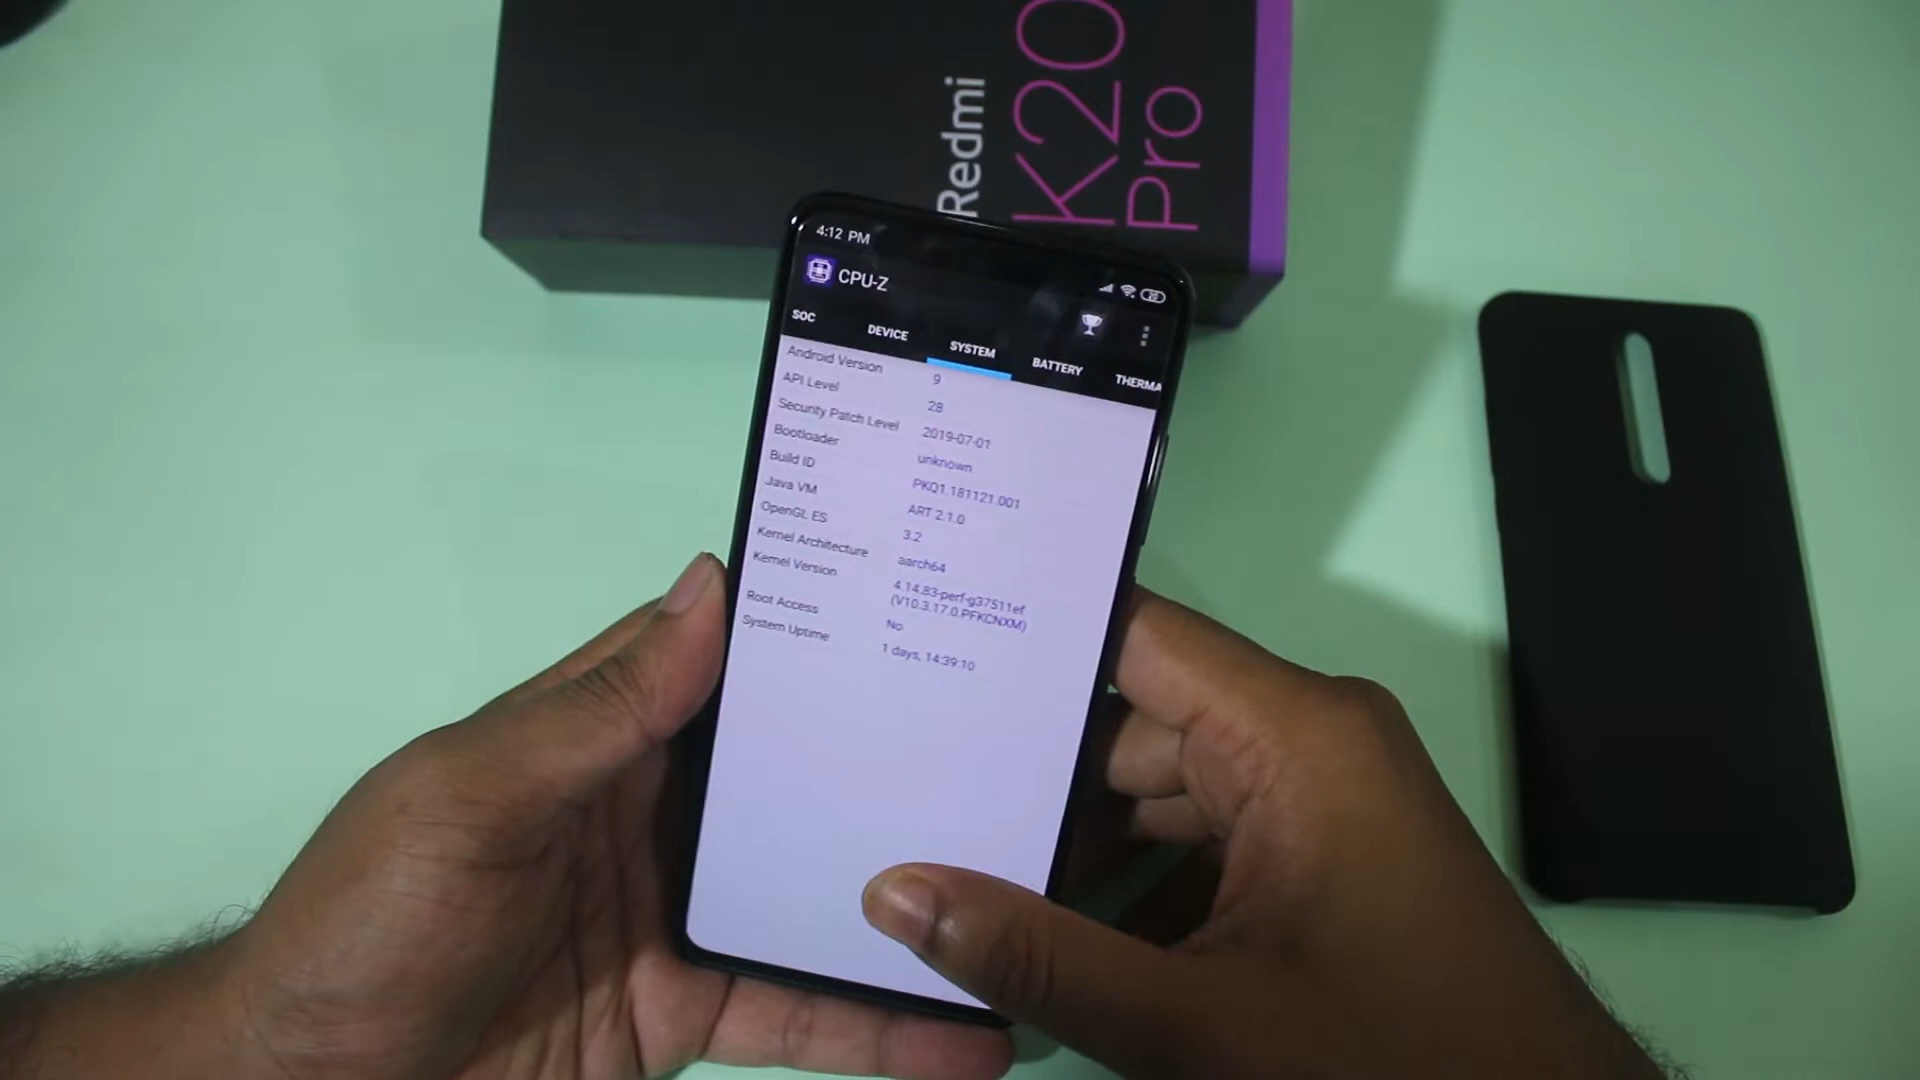 Redmi
K20
Pro
4:12 PM
20
CPU-Z
SOC DEVICE SYSTEM BATTERY THERMA
Android Version 9
API Level 28
Security Patch Level 2019-07-01
Bootloader unknown
Build ID PKQ1.181121.001
Java VM ART 2.1.0
OpenGL ES 3.2
Kernel Architecture aarch64
Kernel Version 4.14.83-perf-g37511ef
(V10.3.17.0.PFKCNXM)
Root Access No
System Uptime 1 days, 14:39:10